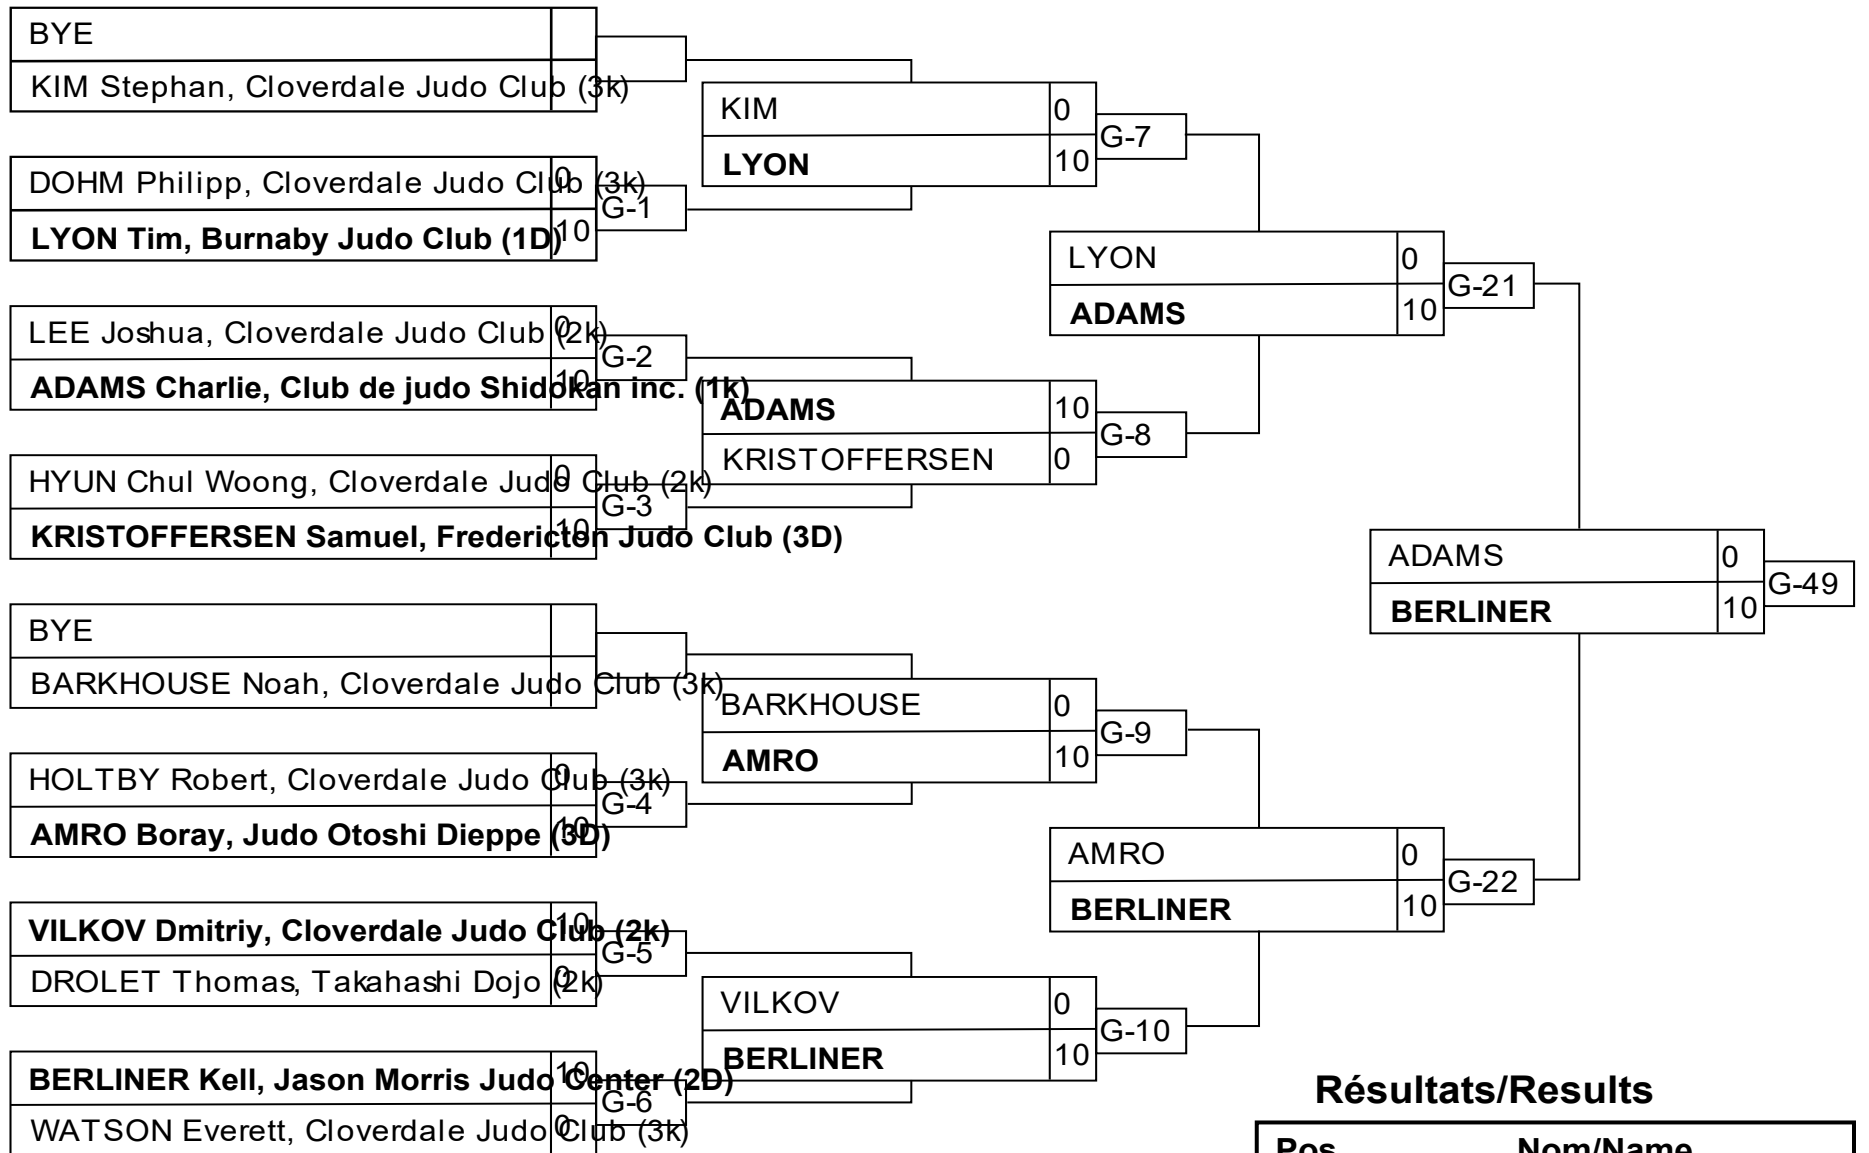 BYE
KIM Stephan, Cloverdale Judo Club (3k)
DOHM Philipp, Cloverdale Judo Club (3k) 0
G-1
LYON Tim, Burnaby Judo Club (1D) 10
LEE Joshua, Cloverdale Judo Club (2k) 0
G-2
ADAMS Charlie, Club de judo Shidokan inc. (1k) 10
HYUN Chul Woong, Cloverdale Judo Club (2k) 0
G-3
KRISTOFFERSEN Samuel, Fredericton Judo Club (3D) 10
BYE
BARKHOUSE Noah, Cloverdale Judo Club (3k)
HOLTBY Robert, Cloverdale Judo Club (3k) 0
G-4
AMRO Boray, Judo Otoshi Dieppe (3D) 10
VILKOV Dmitriy, Cloverdale Judo Club (2k) 10
G-5
DROLET Thomas, Takahashi Dojo (2k) 0
BERLINER Kell, Jason Morris Judo Center (2D) 10
G-6
WATSON Everett, Cloverdale Judo Club (3k) 0
KIM 0
G-7
LYON 10
ADAMS 10
G-8
KRISTOFFERSEN 0
BARKHOUSE 0
G-9
AMRO 10
VILKOV 0
G-10
BERLINER 10
LYON 0
G-21
ADAMS 10
AMRO 0
G-22
BERLINER 10
ADAMS 0
G-49
BERLINER 10
Résultats/Results
Pos Nom/Name